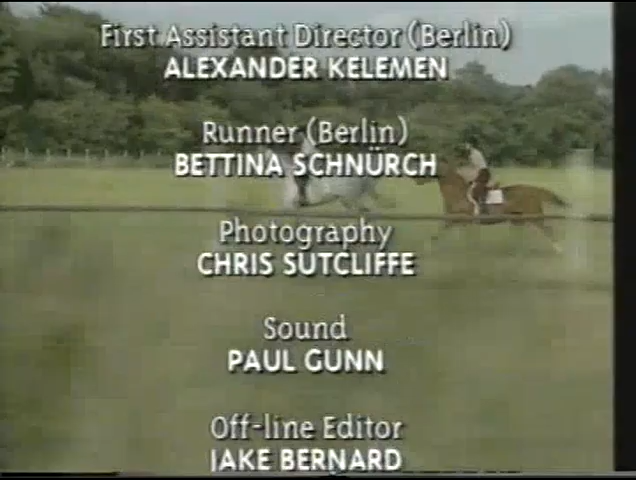 First Assistant Director (Berlin)
ALEXANDER KELEMEN
Runner (Berlin)
BETTINA SCHNÜRCH
Photography
CHRIS SUTCLIFFE
Sound
PAUL GUNN
Off-line Editor
JAKE BERNARD